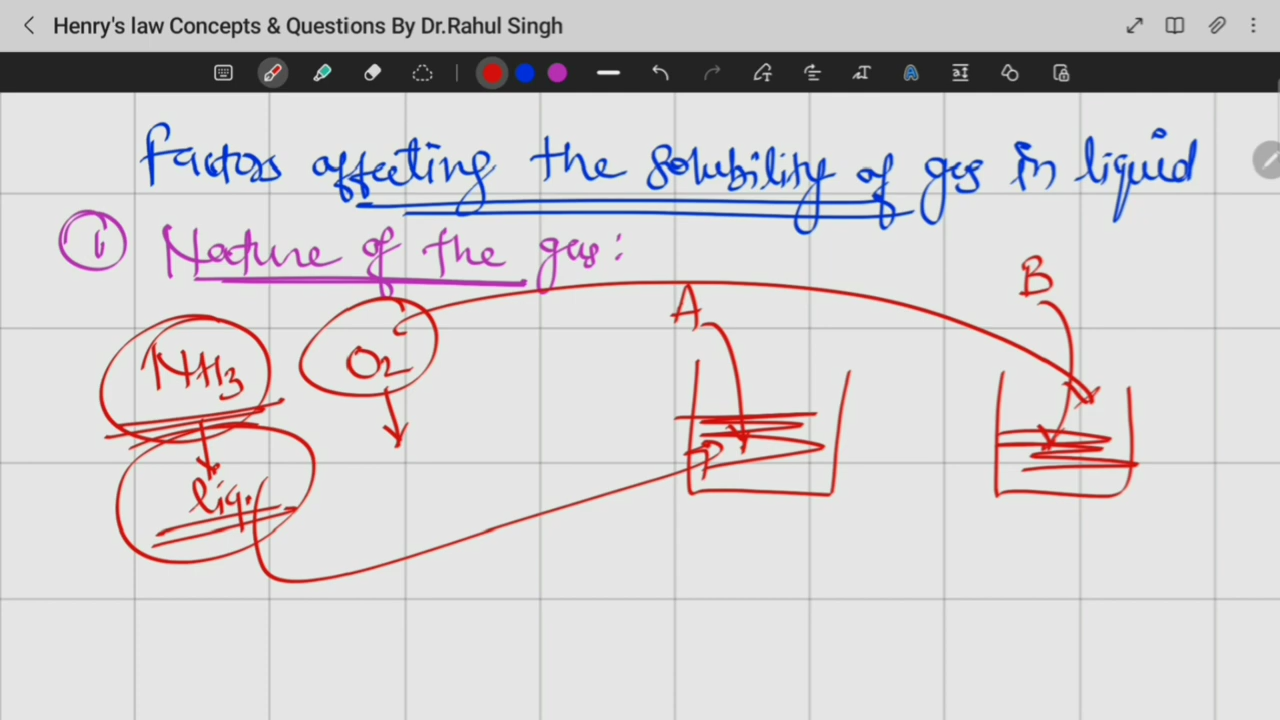 Henry's law Concepts & Questions By Dr.Rahul Singh
Factors affecting the solubility of gas in liquid
① Nature of the gas:
NH3 O2 A B
liq.